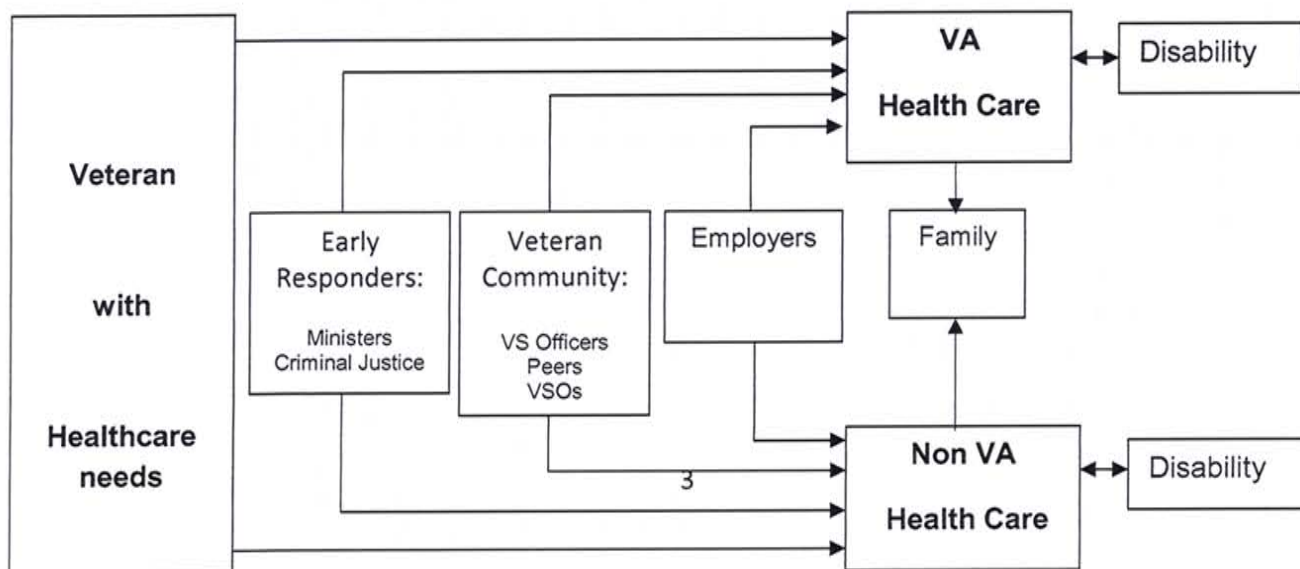 Veteran
with
Healthcare
needs
Early
Responders:
Ministers
Criminal Justice
Veteran
Community:
VS Officers
Peers
VSOs
Employers
VA
Health Care
Disability
Family
Non VA
Health Care
Disability
3